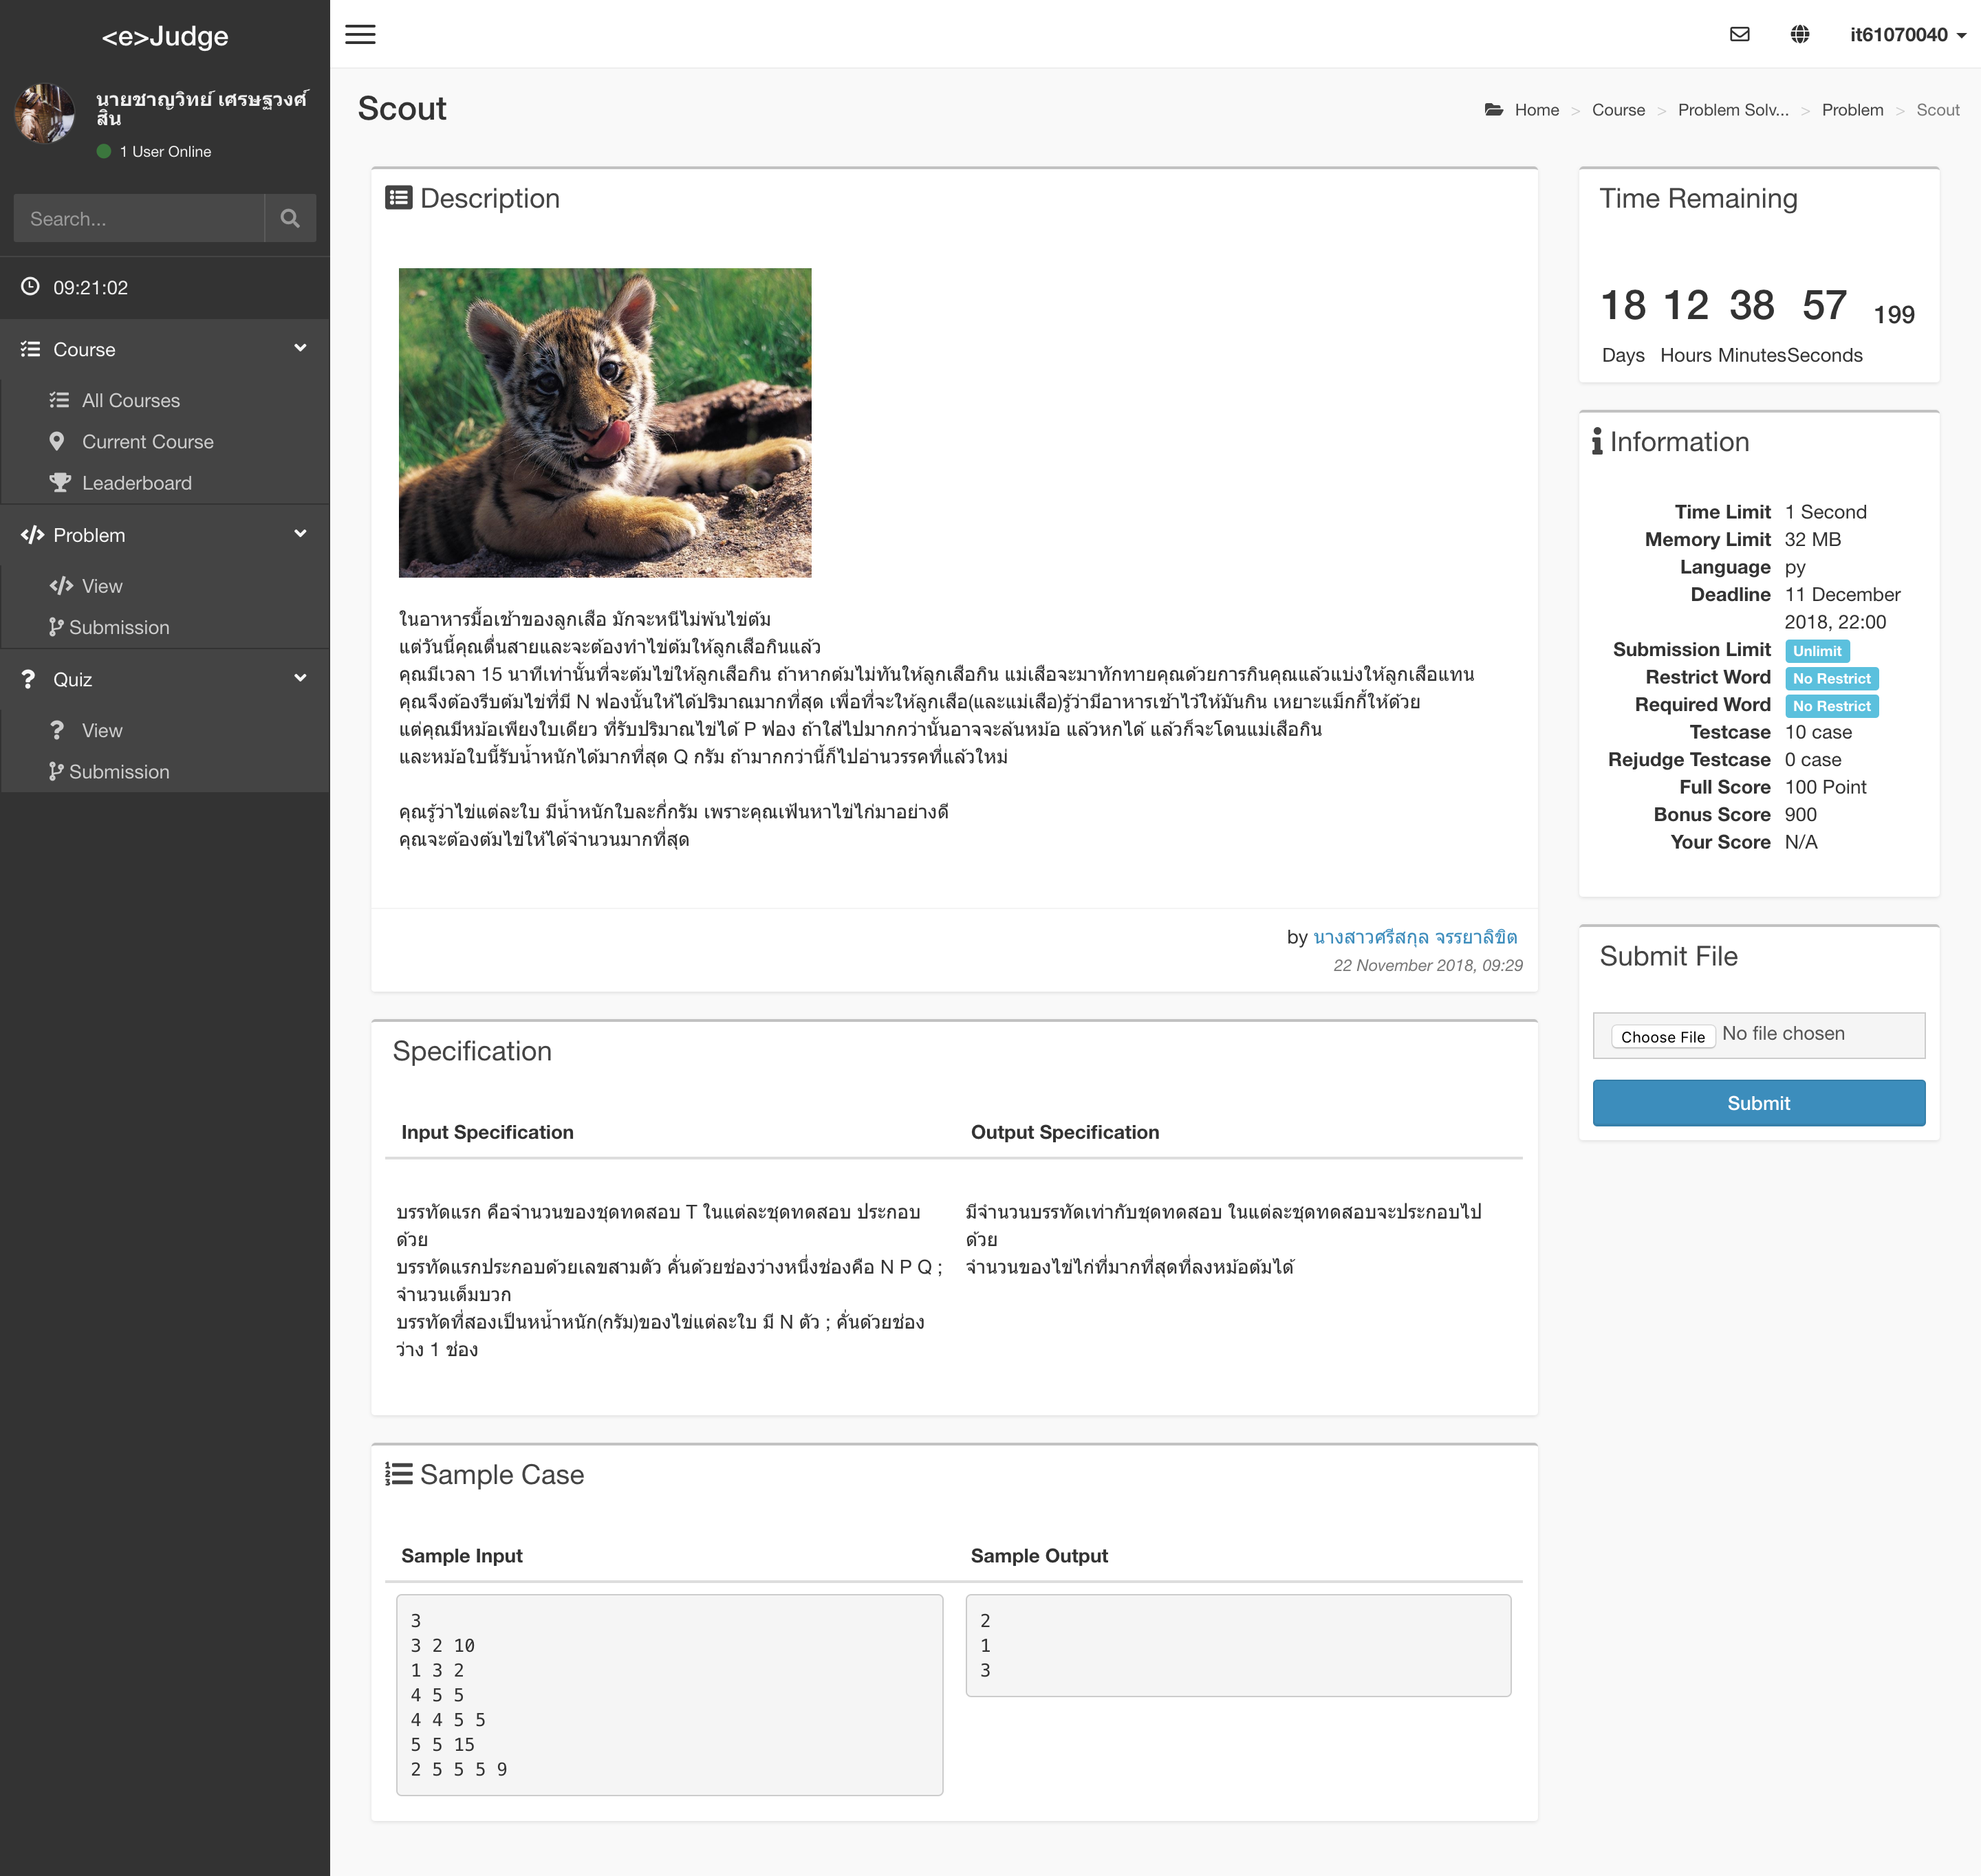 <e>Judge
it61070040
นายชาญวิทย์ เศรษฐวงศ์
สิน
1 User Online
Search...
09:21:02
Course
All Courses
Current Course
Leaderboard
Problem
View
Submission
Quiz
View
Submission
Scout
Home > Course > Problem Solv... > Problem > Scout
Description
ในอาหารมื้อเช้าของลูกเสือ มักจะหนีไม่พ้นไข่ต้ม
แต่วันนี้คุณตื่นสายและจะต้องทำไข่ต้มให้ลูกเสือกินแล้ว
คุณมีเวลา 15 นาทีเท่านั้นที่จะต้มไข่ให้ลูกเสือกิน ถ้าหากต้มไม่ทันให้ลูกเสือกิน แม่เสือจะมาทักทายคุณด้วยการกินคุณแล้วแบ่งให้ลูกเสือแทน
คุณจึงต้องรีบต้มไข่ที่มี N ฟองนั้นให้ได้ปริมาณมากที่สุด เพื่อที่จะให้ลูกเสือ(และแม่เสือ)รู้ว่ามีอาหารเช้าไว้ให้มันกิน เหยาะแม็กกี้ให้ด้วย
แต่คุณมีหม้อเพียงใบเดียว ที่รับปริมาณไข่ได้ P ฟอง ถ้าใส่ไปมากกว่านั้นอาจจะล้นหม้อ แล้วหกได้ แล้วก็จะโดนแม่เสือกิน
และหม้อใบนี้รับน้ำหนักได้มากที่สุด Q กรัม ถ้ามากกว่านี้ก็ไปอ่านวรรคที่แล้วใหม่
คุณรู้ว่าไข่แต่ละใบ มีน้ำหนักใบละกี่กรัม เพราะคุณเฟ้นหาไข่ไก่มาอย่างดี
คุณจะต้องต้มไข่ให้ได้จำนวนมากที่สุด
by นางสาวศรีสกุล จรรยาลิขิต
22 November 2018, 09:29
Specification
Input Specification
บรรทัดแรก คือจำนวนของชุดทดสอบ T ในแต่ละชุดทดสอบ ประกอบ
ด้วย
บรรทัดแรกประกอบด้วยเลขสามตัว คั่นด้วยช่องว่างหนึ่งช่องคือ N P Q ;
จำนวนเต็มบวก
บรรทัดที่สองเป็นหน้ำหนัก(กรัม)ของไข่แต่ละใบ มี N ตัว ; คั่นด้วยช่อง
ว่าง 1 ช่อง
Output Specification
มีจำนวนบรรทัดเท่ากับชุดทดสอบ ในแต่ละชุดทดสอบจะประกอบไป
ด้วย
จำนวนของไข่ไก่ที่มากที่สุดที่ลงหม้อต้มได้
Sample Case
Sample Input
3
3 2 10
1 3 2
4 5 5
4 4 5 5
5 5 15
2 5 5 5 9
Sample Output
2
1
3
Time Remaining
18 12 38 57 199
Days Hours Minutes Seconds
Information
Time Limit 1 Second
Memory Limit 32 MB
Language py
Deadline 11 December
2018, 22:00
Submission Limit Unlimit
Restrict Word No Restrict
Required Word No Restrict
Testcase 10 case
Rejudge Testcase 0 case
Full Score 100 Point
Bonus Score 900
Your Score N/A
Submit File
Choose File No file chosen
Submit